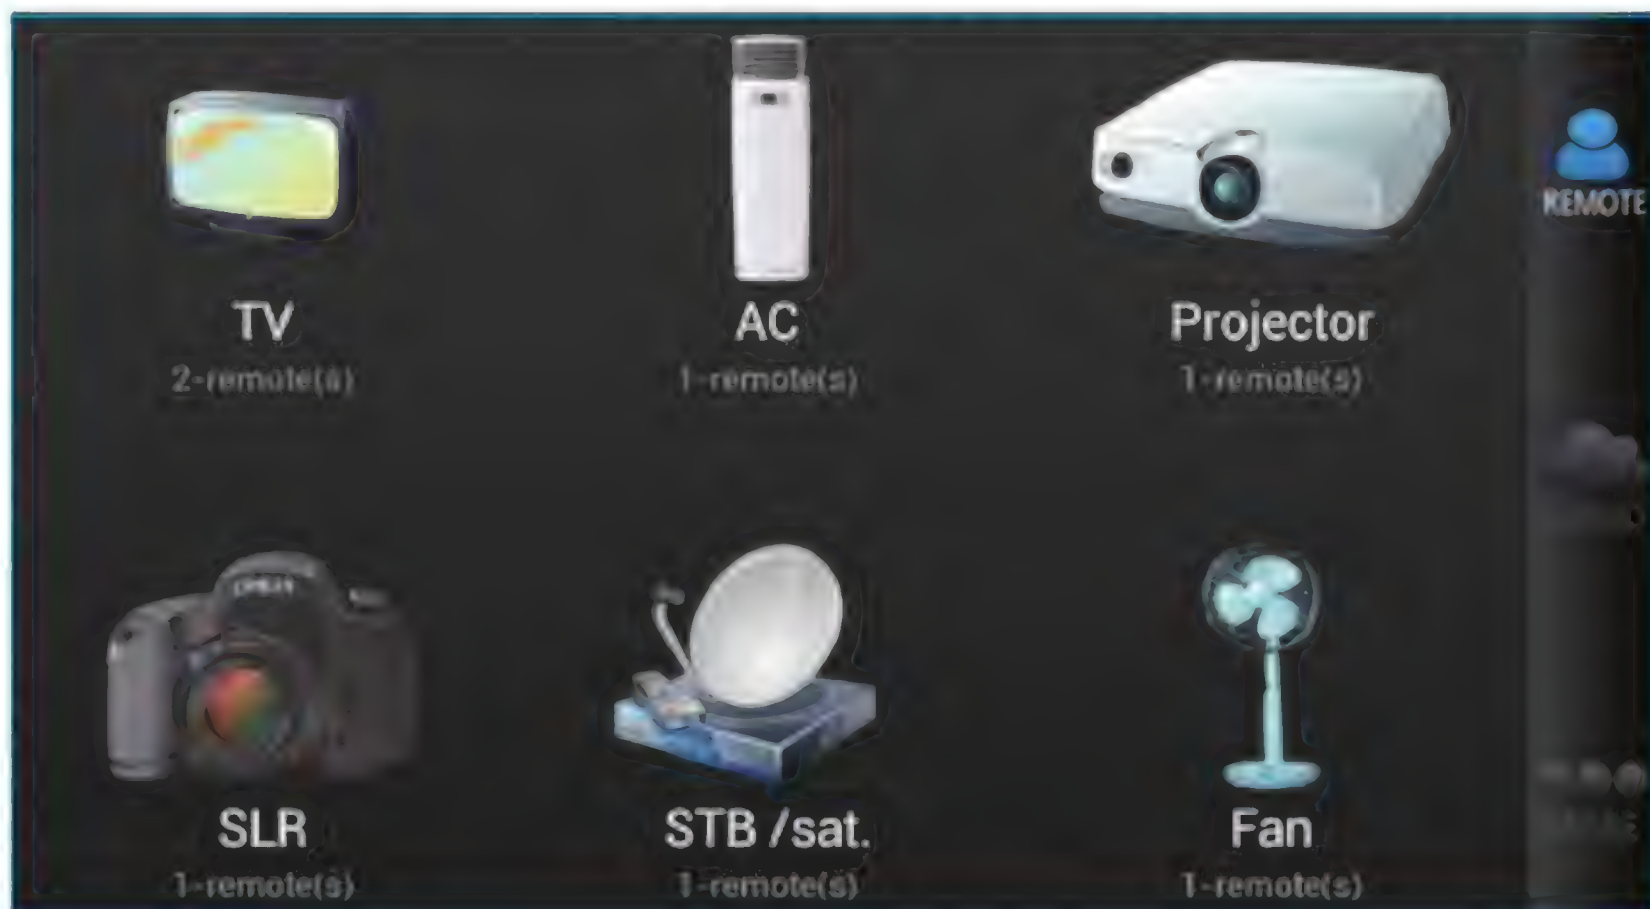 TV
AC
Projector
2-remote(s)
1-remote(s)
1-remote(s)
REMOTE
SLR
STB /sat.
Fan
1-remote(s)
1-remote(s)
1-remote(s)